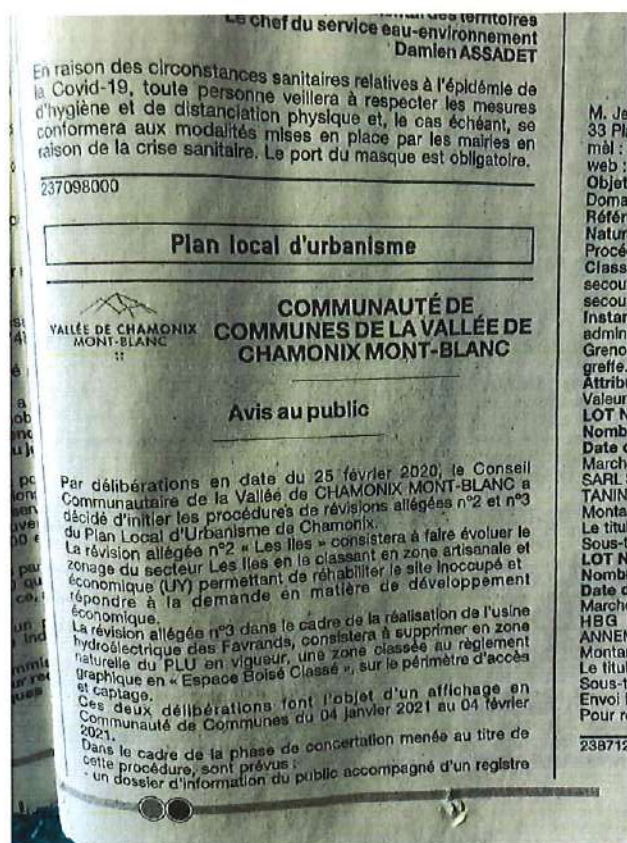 des territoires
Le chef du service eau-environnement
Damien ASSADET
En raison des circonstances sanitaires relatives à l'épidémie de
la Covid-19, toute personne veillera à respecter les mesures
d'hygiène et de distanciation physique et, le cas échéant, se
conformera aux modalités mises en place par les mairies en
raison de la crise sanitaire. Le port du masque est obligatoire.
237098000
Plan local d'urbanisme
VALLÉE DE CHAMONIX
MONT-BLANC
COMMUNAUTÉ DE
COMMUNES DE LA VALLÉE DE
CHAMONIX MONT-BLANC
Avis au public
Par délibérations en date du 25 février 2020, le Conseil
Communautaire de la Vallée de CHAMONIX MONT-BLANC a
décidé d'initier les procédures de révisions allégées n°2 et n°3
du Plan Local d'Urbanisme de Chamonix.
La révision allégée n°2 « Les Iles » consistera à faire évoluer le
zonage du secteur Les Iles en le classant en zone artisanale et
économique (UY) permettant de réhabiliter le site inoccupé et
répondre à la demande en matière de développement
économique.
La révision allégée n°3 dans le cadre de la réalisation de l'usine
hydroélectrique des Favrands, consistera à supprimer en zone
naturelle du PLU en vigueur, une zone classée au règlement
graphique en « Espace Boisé Classé », sur le périmètre d'accès
et captage.
Ces deux délibérations font l'objet d'un affichage en
Communauté de Communes du 04 janvier 2021 au 04 février
2021.
Dans le cadre de la phase de concertation menée au titre de
cette procédure, sont prévus :
- un dossier d'information du public accompagné d'un registre
M. Je
33 Pl
mèl :
web :
Objet
Doma
Référ
Natur
Procé
Class
secou
secou
Instan
admin
Greno
greffe.
Attrib
Valeur
LOT N
Nomb
Date d
March
SARL
TANIN
Monta
Le titul
Sous-t
LOT N
Nomb
Date d
March
HBG
ANNEM
Montan
Le titul
Sous-t
Envoi l
Pour r
238712